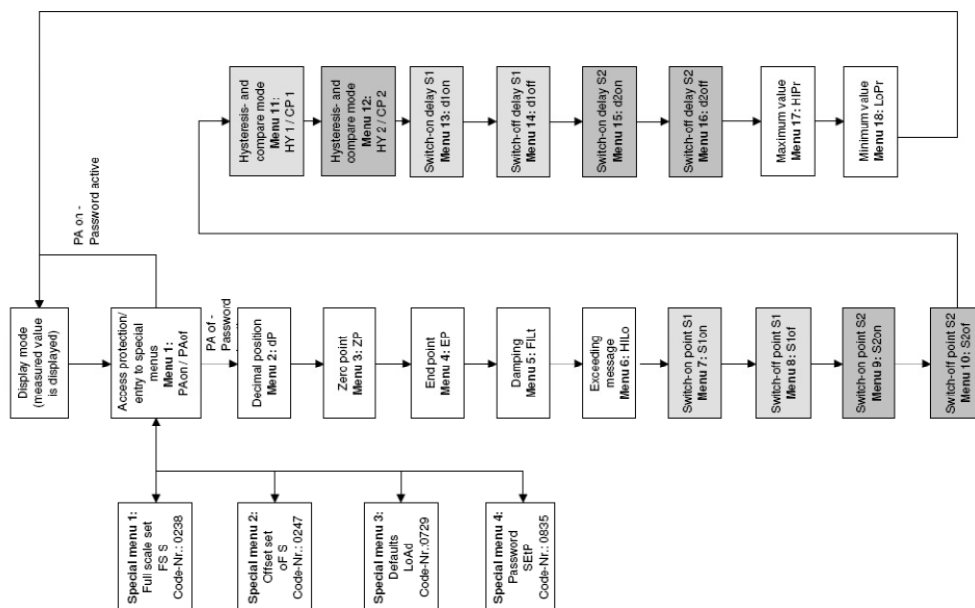 Display mode
(measured value
is displayed)
PA on -
Password active
Access protection/
entry to special
menus
Menu 1:
PAon / PAof
PA of -
Password
Special menu 1:
Full scale set
FS S
Code-Nr.: 0238
Special menu 2:
Offset set
oF S
Code-Nr.: 0247
Special menu 3:
Defaults
LoAd
Code-Nr.:0729
Special menu 4:
Password
SEtP
Code-Nr.: 0835
Decimal position
Menu 2: dP
Zero point
Menu 3: ZP
Endpoint
Menu 4: EP
Damping
Menu 5: FILt
Exceeding
message
Menu 6: HILo
Switch-on point S1
Menu 7: S1on
Switch-off point S1
Menu 8: S1of
Switch-on point S2
Menu 9: S2on
Switch-off point S2
Menu 10: S2of
Hysteresis- and
compare mode
Menu 11:
HY 1 / CP 1
Hysteresis- and
compare mode
Menu 12:
HY 2 / CP 2
Switch-on delay S1
Menu 13: d1on
Switch-off delay S1
Menu 14: d1off
Switch-on delay S2
Menu 15: d2on
Switch-off delay S2
Menu 16: d2off
Maximum value
Menu 17: HIPr
Minimum value
Menu 18: LoPr